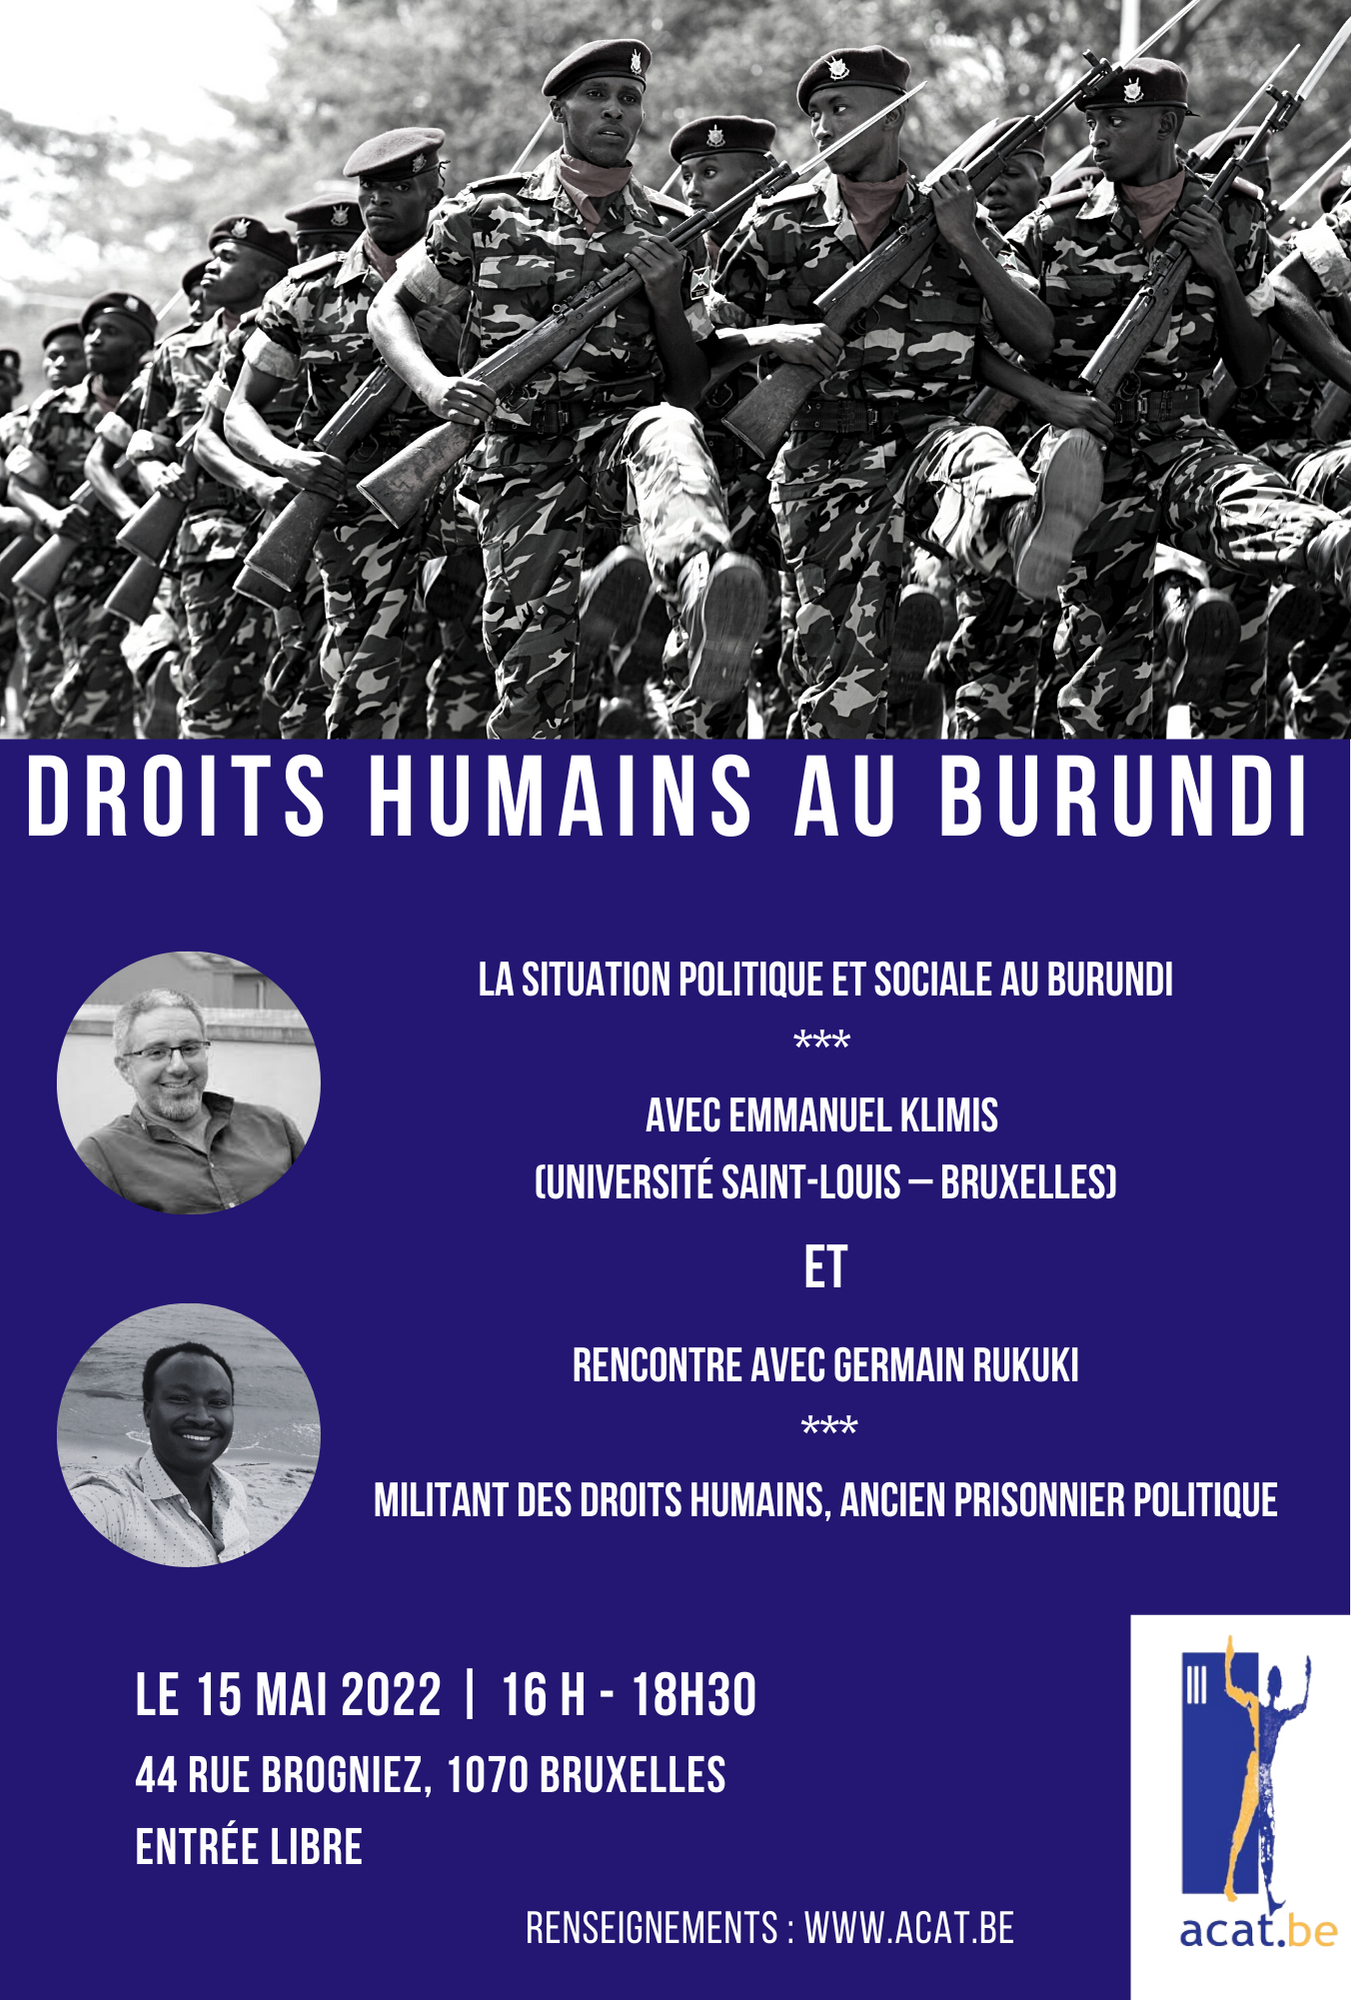 DROITS HUMAINS AU BURUNDI
LA SITUATION POLITIQUE ET SOCIALE AU BURUNDI
***
AVEC EMMANUEL KLIMIS
(UNIVERSITÉ SAINT-LOUIS – BRUXELLES)
ET
RENCONTRE AVEC GERMAIN RUKUKI
***
MILITANT DES DROITS HUMAINS, ANCIEN PRISONNIER POLITIQUE
LE 15 MAI 2022 | 16 H - 18H30
44 RUE BROGNIEZ, 1070 BRUXELLES
ENTRÉE LIBRE
RENSEIGNEMENTS : WWW.ACAT.BE
acat.be